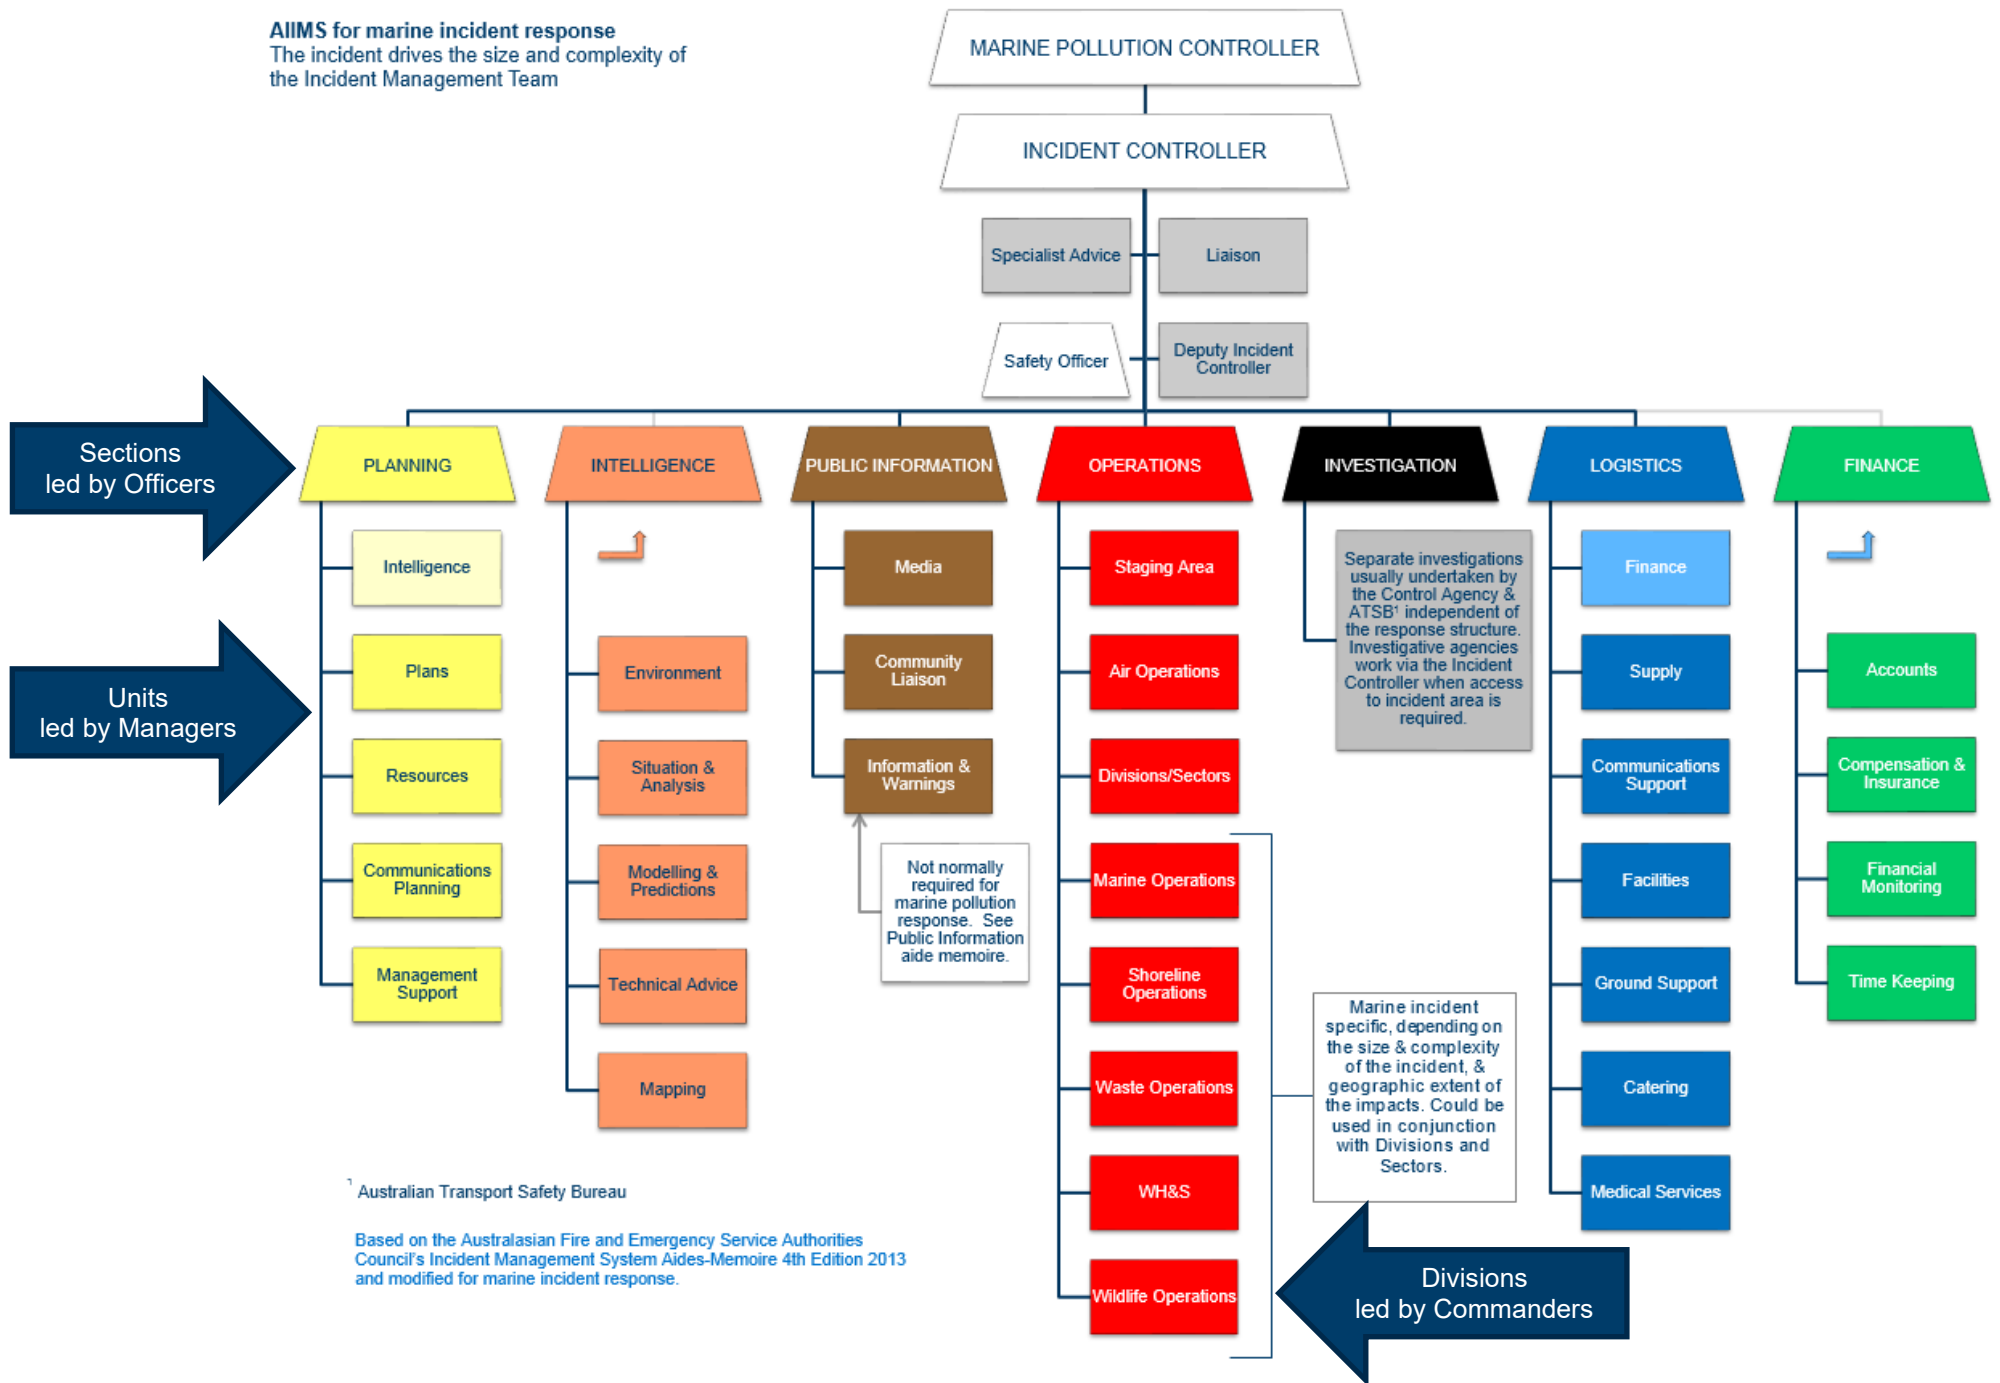 AIIMS for marine incident response
The incident drives the size and complexity of
the Incident Management Team
MARINE POLLUTION CONTROLLER
INCIDENT CONTROLLER
Specialist Advice
Liaison
Safety Officer
Deputy Incident
Controller
Sections
led by Officers
PLANNING
INTELLIGENCE
PUBLIC INFORMATION
OPERATIONS
INVESTIGATION
LOGISTICS
FINANCE
Units
led by Managers
Intelligence
Plans
Resources
Communications
Planning
Management
Support
Environment
Situation &
Analysis
Modelling &
Predictions
Technical Advice
Mapping
Media
Community
Liaison
Information &
Warnings
Not normally
required for
marine pollution
response. See
Public Information
aide memoire.
Staging Area
Air Operations
Divisions/Sectors
Marine Operations
Shoreline
Operations
Waste Operations
WH&S
Wildlife Operations
Separate investigations
usually undertaken by
the Control Agency &
ATSB¹ independent of
the response structure.
Investigative agencies
work via the Incident
Controller when access
to incident area is
required.
Marine incident
specific, depending on
the size & complexity
of the incident, &
geographic extent of
the impacts. Could be
used in conjunction
with Divisions and
Sectors.
Finance
Supply
Communications
Support
Facilities
Ground Support
Catering
Medical Services
Accounts
Compensation &
Insurance
Financial
Monitoring
Time Keeping
Divisions
led by Commanders
¹ Australian Transport Safety Bureau
Based on the Australasian Fire and Emergency Service Authorities
Council's Incident Management System Aides-Memoire 4th Edition 2013
and modified for marine incident response.